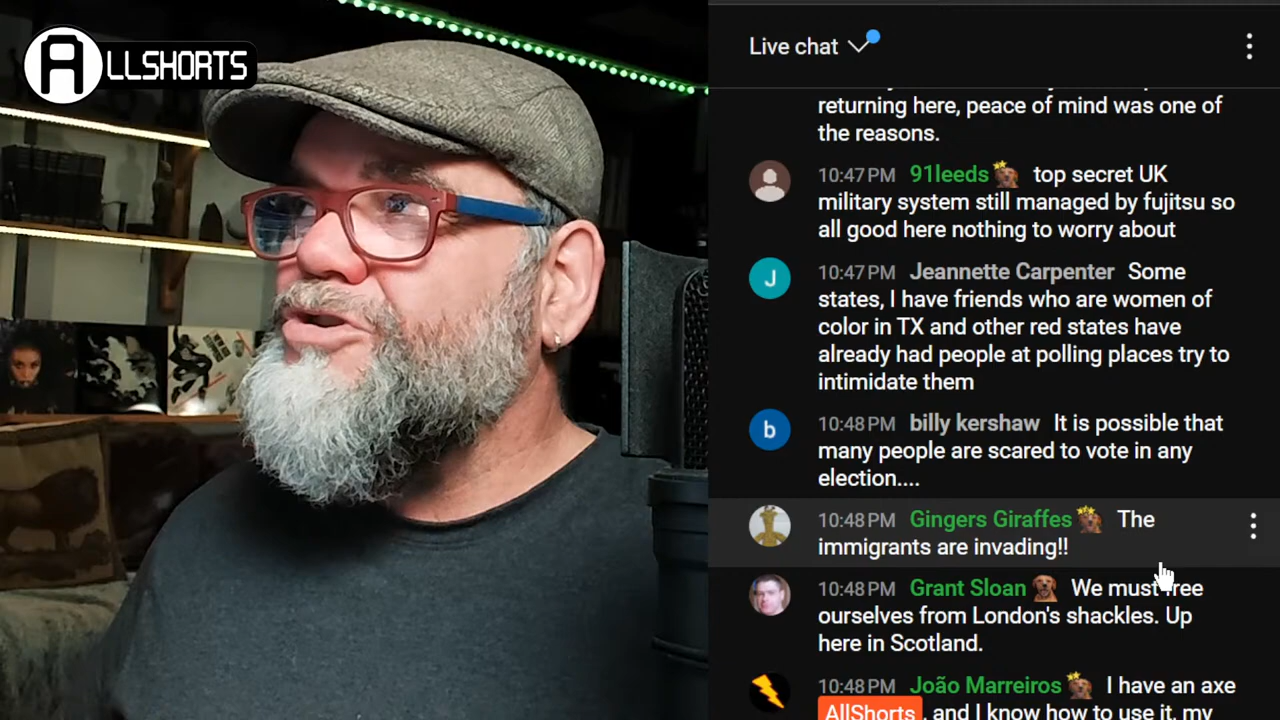 ALLSHORTS
Live chat
returning here, peace of mind was one of
the reasons.
10:47 PM 91leeds top secret UK
military system still managed by fujitsu so
all good here nothing to worry about
J
10:47 PM Jeannette Carpenter Some
states, I have friends who are women of
color in TX and other red states have
already had people at polling places try to
intimidate them
b
10:48 PM billy kershaw It is possible that
many people are scared to vote in any
election....
10:48 PM Gingers Giraffes The
immigrants are invading!!
10:48 PM Grant Sloan We must free
ourselves from London's shackles. Up
here in Scotland.
10:48 PM João Marreiros I have an axe
AllShorts, and I know how to use it, my